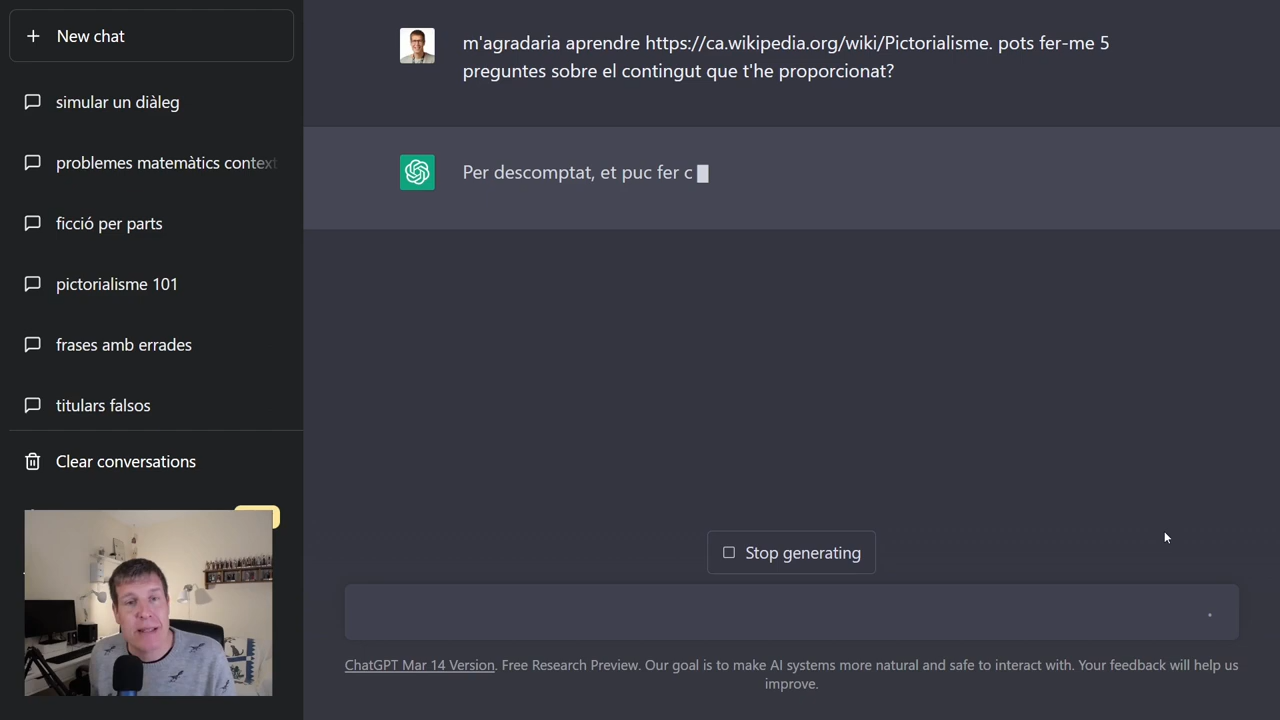 New chat
simular un diàleg
problemes matemàtics context
ficció per parts
pictorialisme 101
frases amb errades
titulars falsos
Clear conversations
m'agradaria aprendre https://ca.wikipedia.org/wiki/Pictorialisme. pots fer-me 5
preguntes sobre el contingut que t'he proporcionat?
Per descomptat, et puc fer c
Stop generating
ChatGPT Mar 14 Version. Free Research Preview. Our goal is to make AI systems more natural and safe to interact with. Your feedback will help us
improve.